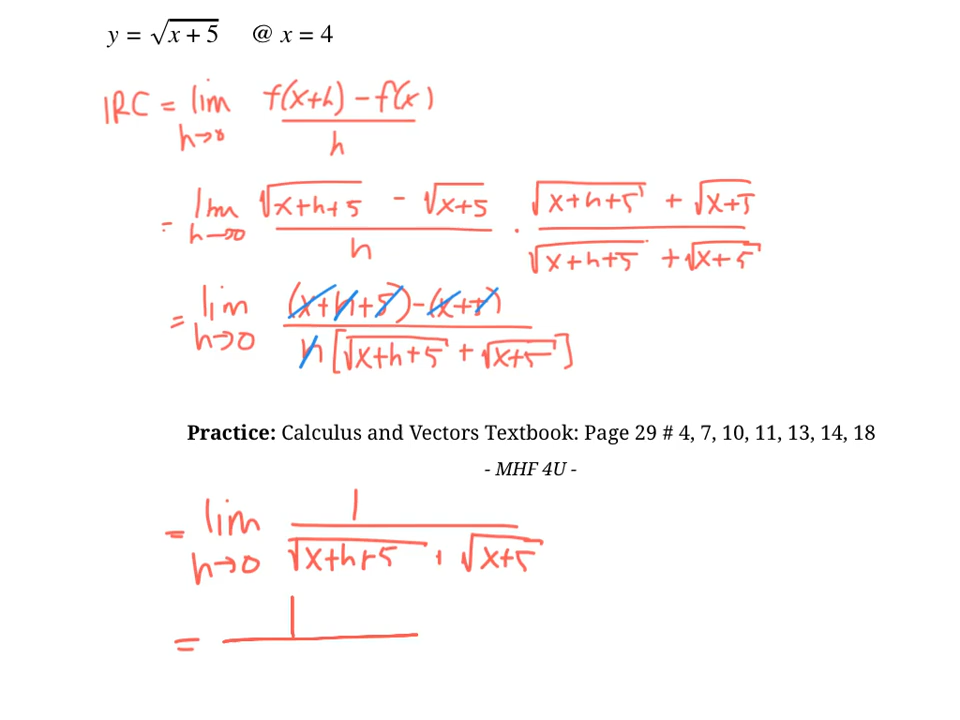 y = √(x + 5) @ x = 4
IRC = lim h→0 (f(x+h) - f(x)) / h
= lim h→0 (√(x+h+5) - √(x+5)) / h · (√(x+h+5) + √(x+5)) / (√(x+h+5) + √(x+5))
= lim h→0 ((x+h+5) - (x+5)) / (h[√(x+h+5) + √(x+5)])
Practice: Calculus and Vectors Textbook: Page 29 # 4, 7, 10, 11, 13, 14, 18
- MHF 4U -
= lim h→0 1 / (√(x+h+5) + √(x+5))
= 1 /